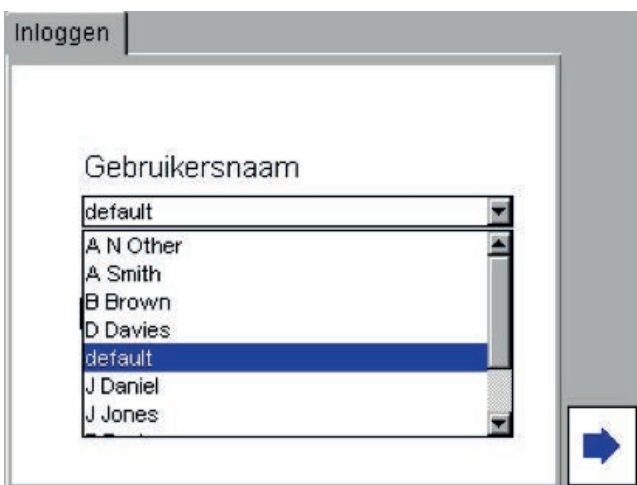 Inloggen
Gebruikersnaam
default
A N Other
A Smith
B Brown
D Davies
default
J Daniel
J Jones